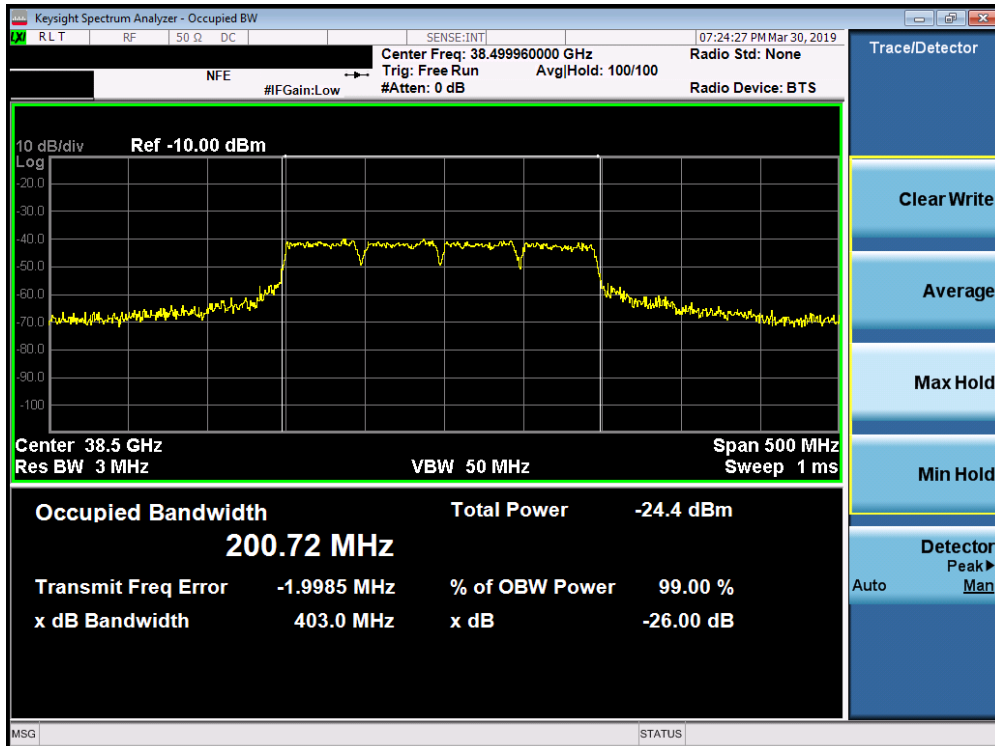 Keysight Spectrum Analyzer - Occupied BW
LXI RLT RF 50 Ω DC SENSE:INT 07:24:27 PM Mar 30, 2019
Center Freq: 38.499960000 GHz Radio Std: None
NFE Trig: Free Run Avg|Hold: 100/100
#IFGain:Low #Atten: 0 dB Radio Device: BTS
Trace/Detector
10 dB/div Ref -10.00 dBm
Log
-20.0
-30.0
-40.0
-50.0
-60.0
-70.0
-80.0
-90.0
-100
Center 38.5 GHz Span 500 MHz
Res BW 3 MHz VBW 50 MHz Sweep 1 ms
Clear Write
Average
Max Hold
Min Hold
Detector
Peak▶
Auto Man
Occupied Bandwidth Total Power -24.4 dBm
200.72 MHz
Transmit Freq Error -1.9985 MHz % of OBW Power 99.00 %
x dB Bandwidth 403.0 MHz x dB -26.00 dB
MSG STATUS